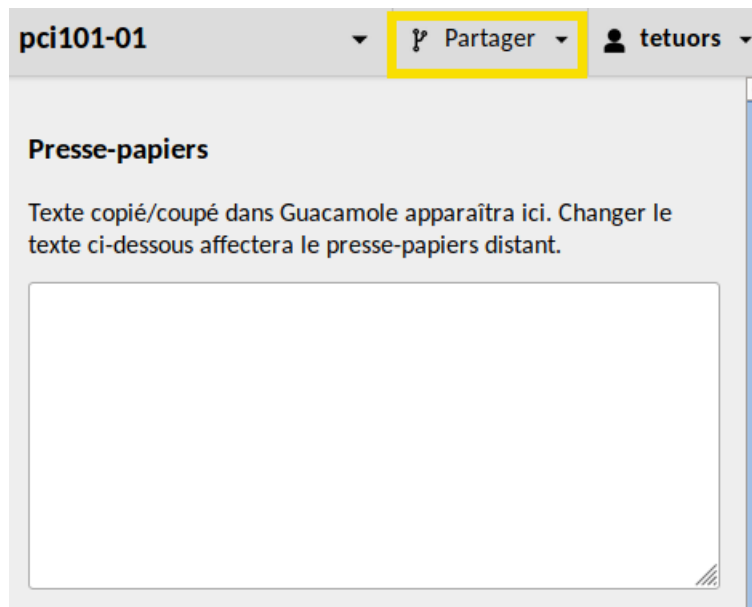 pci101-01
Partager
tetuors
Presse-papiers
Texte copié/coupé dans Guacamole apparaîtra ici. Changer le
texte ci-dessous affectera le presse-papiers distant.